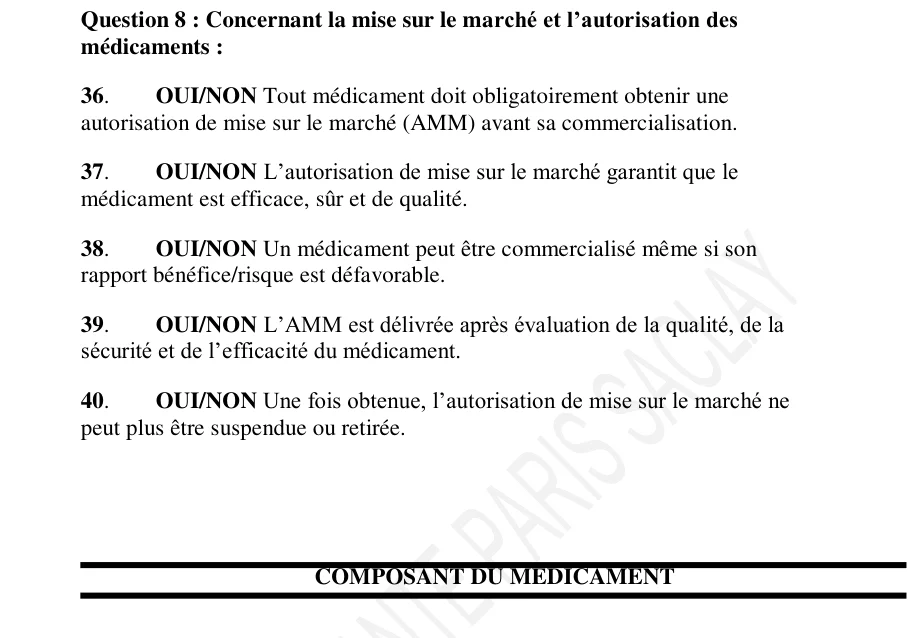 Question 8 : Concernant la mise sur le marché et l’autorisation des
médicaments :
36. OUI/NON Tout médicament doit obligatoirement obtenir une
autorisation de mise sur le marché (AMM) avant sa commercialisation.
37. OUI/NON L’autorisation de mise sur le marché garantit que le
médicament est efficace, sûr et de qualité.
38. OUI/NON Un médicament peut être commercialisé même si son
rapport bénéfice/risque est défavorable.
39. OUI/NON L’AMM est délivrée après évaluation de la qualité, de la
sécurité et de l’efficacité du médicament.
40. OUI/NON Une fois obtenue, l’autorisation de mise sur le marché ne
peut plus être suspendue ou retirée.
PARIS SACLAY
COMPOSANT DU MEDICAMENT